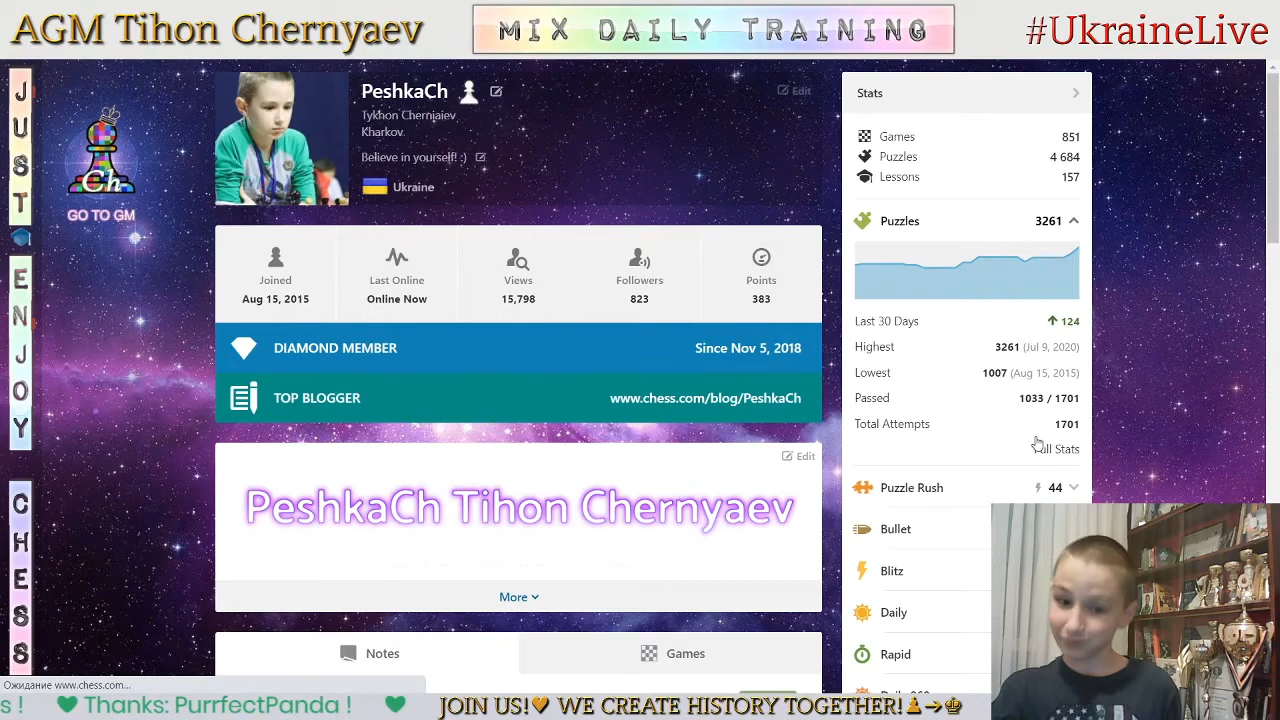 AGM Tihon Chernyaev
MIX DAILY TRAINING
#UkraineLive
JUST
ENJOY
CHESS
Ch
GO TO GM
PeshkaCh
Edit
Tykhon Cherniaiev
Kharkov.
Believe in yourself! :)
Ukraine
Joined
Aug 15, 2015
Last Online
Online Now
Views
15,798
Followers
823
Points
383
DIAMOND MEMBER Since Nov 5, 2018
TOP BLOGGER www.chess.com/blog/PeshkaCh
Edit
PeshkaCh Tihon Chernyaev
More
Notes
Games
Stats
Games 851
Puzzles 4 684
Lessons 157
Puzzles 3261
Last 30 Days 124
Highest 3261 (Jul 9, 2020)
Lowest 1007 (Aug 15, 2015)
Passed 1033 / 1701
Total Attempts 1701
ull Stats
Puzzle Rush 44
Bullet
Blitz
Daily
Rapid
Ожидание www.chess.com...
s ! Thanks: PurrfectPanda !
JOIN US! WE CREATE HISTORY TOGETHER!